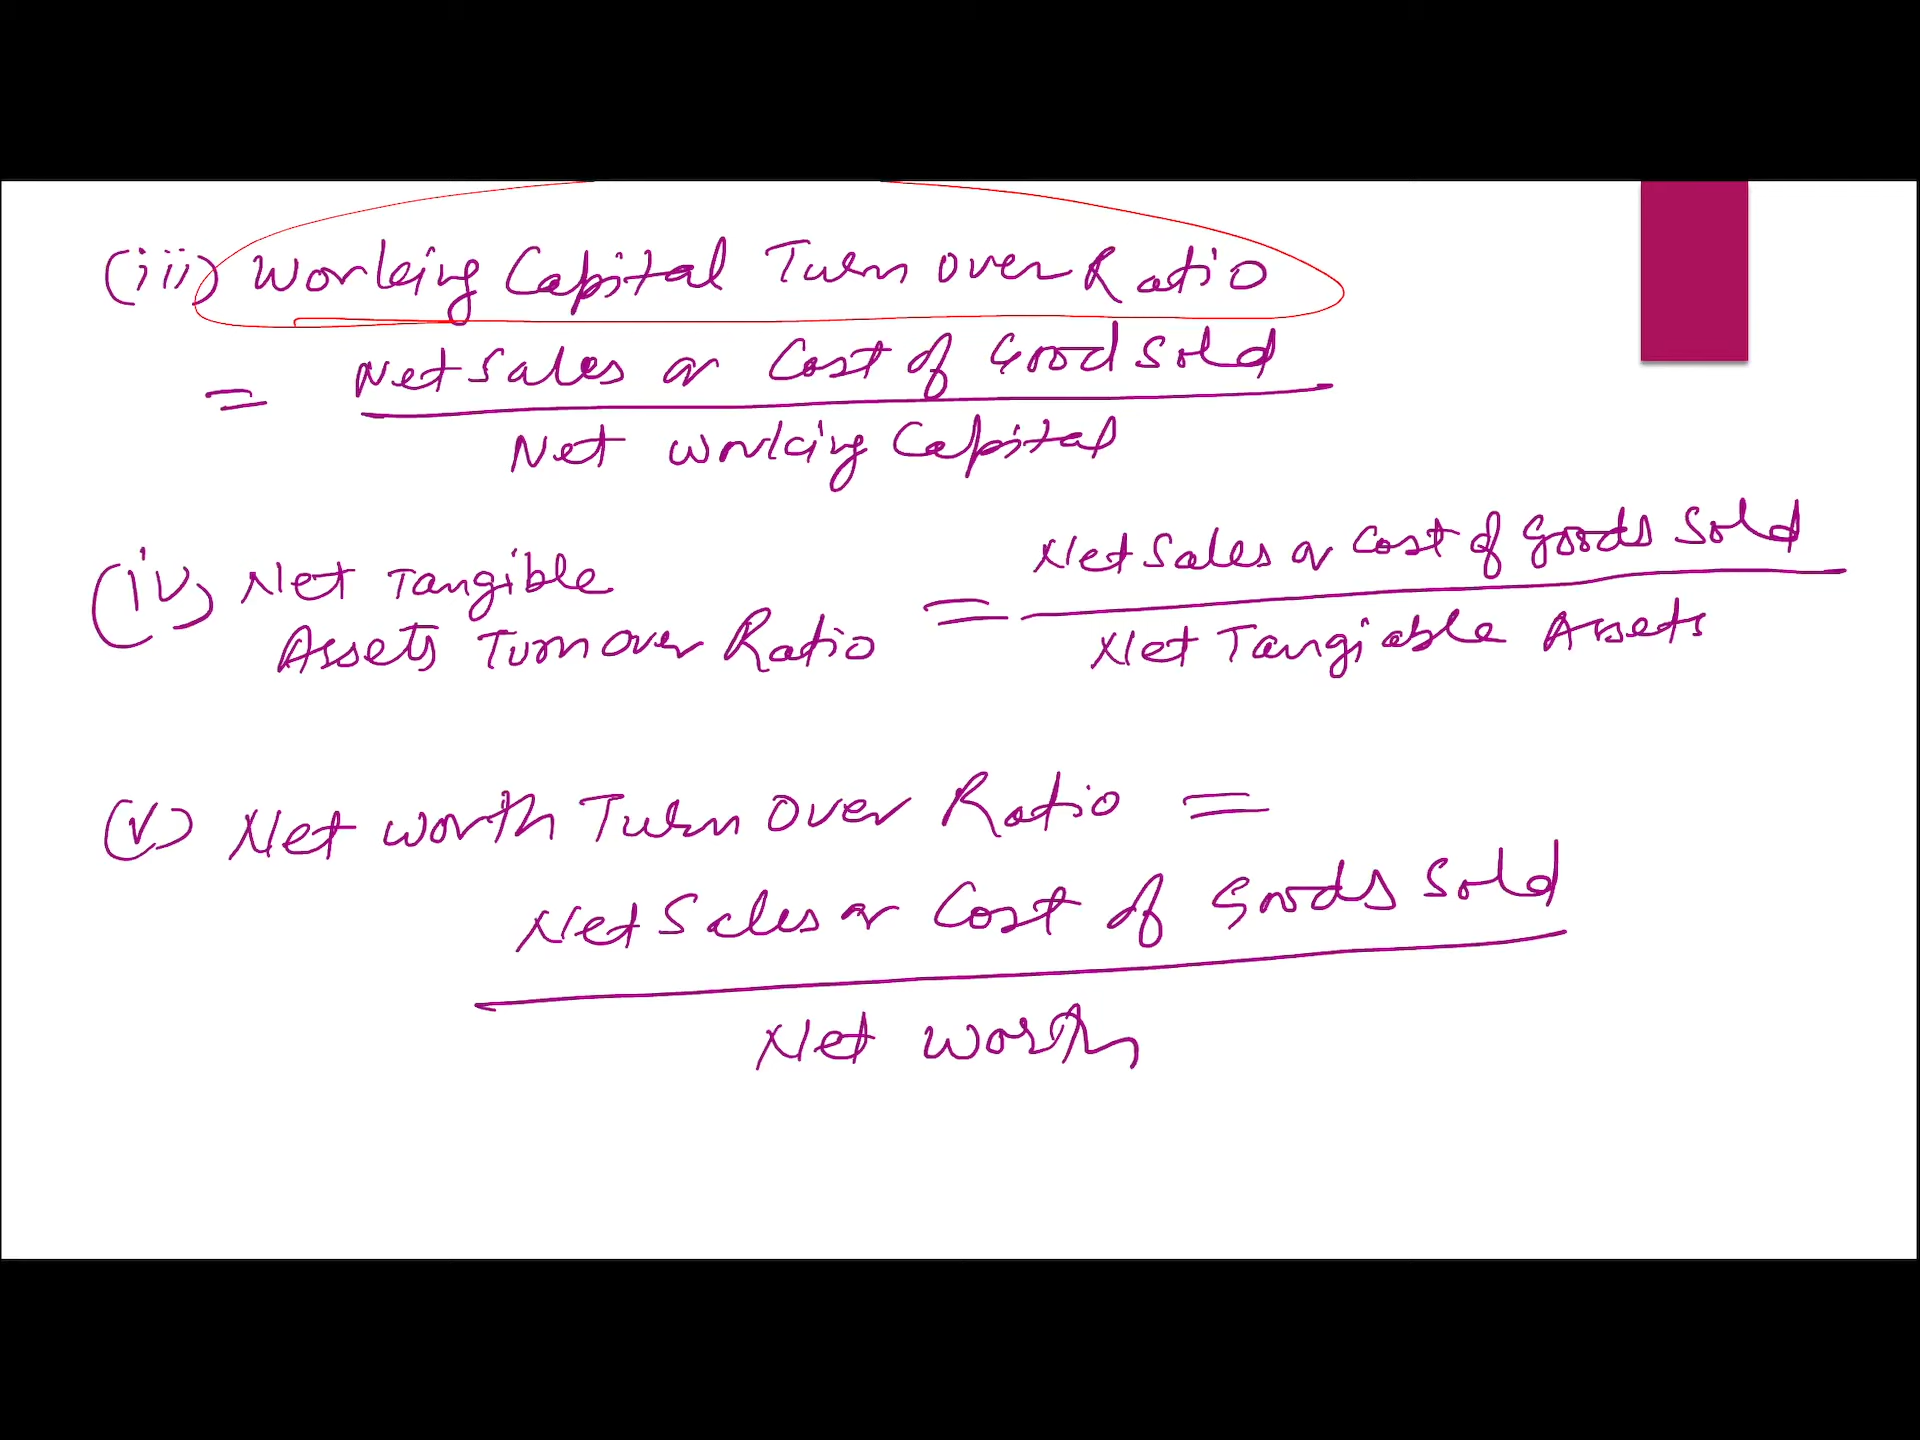 (iii) Working Capital Turn over Ratio
= Net Sales or Cost of Good Sold
Net Working Capital
(iv) Net Tangible
Assets Turnover Ratio =
Net Sales or Cost of Goods Sold
Net Tangiable Assets
(v) Net worth Turn Over Ratio =
Net Sales or Cost of Goods Sold
Net worth